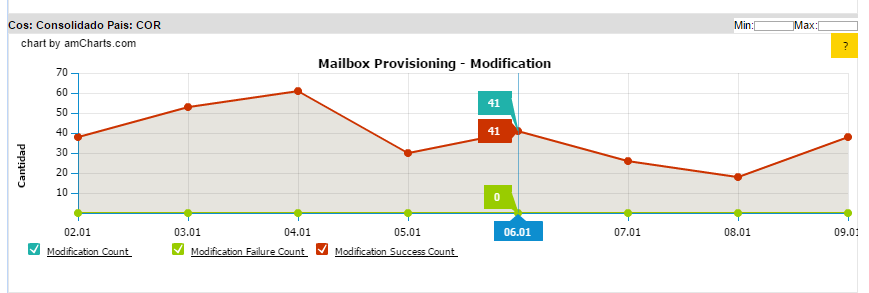 Cos: Consolidado Pais: COR
Min: Max:
chart by amCharts.com
?
Mailbox Provisioning - Modification
Cantidad
70
60
50
40
30
20
10
41
41
0
02.01 03.01 04.01 05.01 06.01 07.01 08.01 09.01
Modification Count Modification Failure Count Modification Success Count